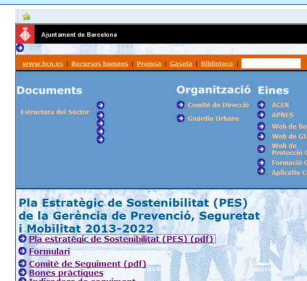 Ajuntament de Barcelona
www.bcn.es | Recursos humans | Premsa | Gaseta | Biblioteca |
Documents
Organització
Eines
Estructura del Sector
Comitè de Direcció
Guàrdia Urbana
ACER
APRES
Web de
Web de
Web de
Protecció
Formació
Aplicatiu
Pla Estratègic de Sostenibilitat (PES)
de la Gerència de Prevenció, Seguretat
i Mobilitat 2013-2022
Pla estratègic de Sostenibilitat (PES) (pdf)
Formulari
Comitè de Seguiment (pdf)
Bones pràctiques
Indicadors de seguiment